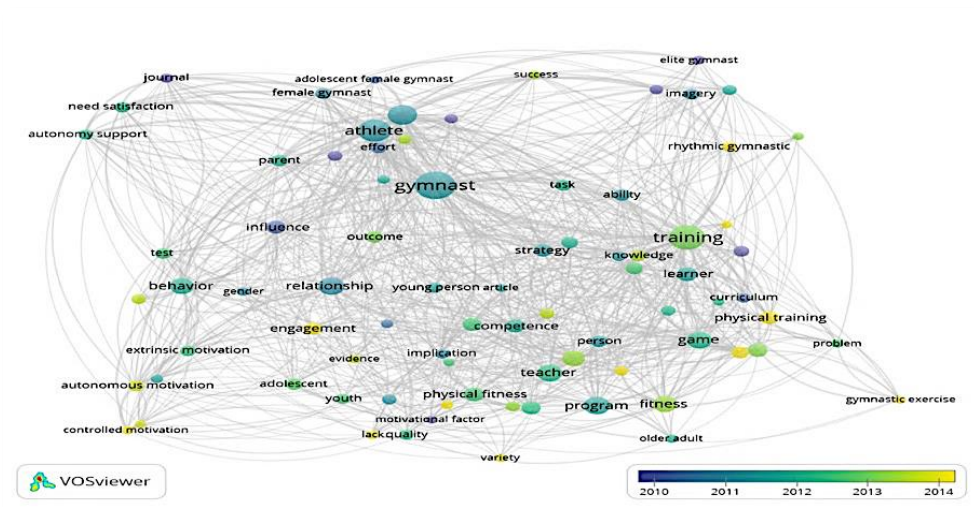 elite gymnast
success
journal
adolescent female gymnast
female gymnast
imagery
need satisfaction
autonomy support
athlete
effort
rhythmic gymnastic
parent
gymnast
task
ability
influence
outcome
training
strategy
knowledge
test
learner
behavior
gender
relationship
young person article
curriculum
physical training
engagement
competence
person
game
problem
extrinsic motivation
evidence
implication
teacher
autonomous motivation
adolescent
youth
physical fitness
program
fitness
gymnastic exercise
motivational factor
controlled motivation
lackquality
older adult
variety
VOSviewer
2010 2011 2012 2013 2014